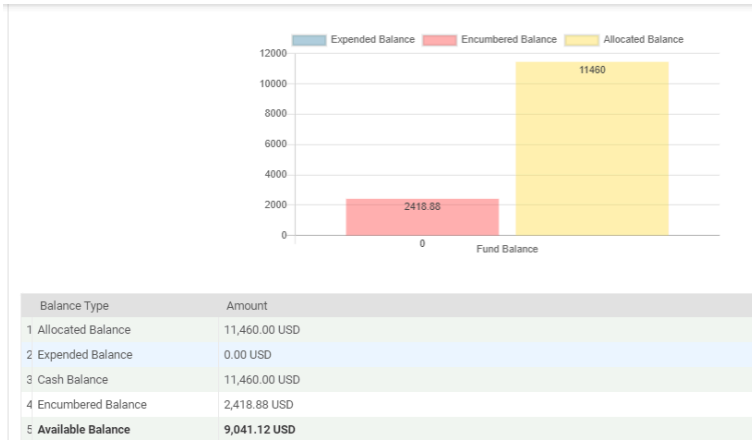 Expended Balance Encumbered Balance Allocated Balance
12000
11460
10000
8000
6000
4000
2000
2418.88
0
0
Fund Balance
Balance Type Amount
1 Allocated Balance 11,460.00 USD
2 Expended Balance 0.00 USD
3 Cash Balance 11,460.00 USD
4 Encumbered Balance 2,418.88 USD
5 Available Balance 9,041.12 USD